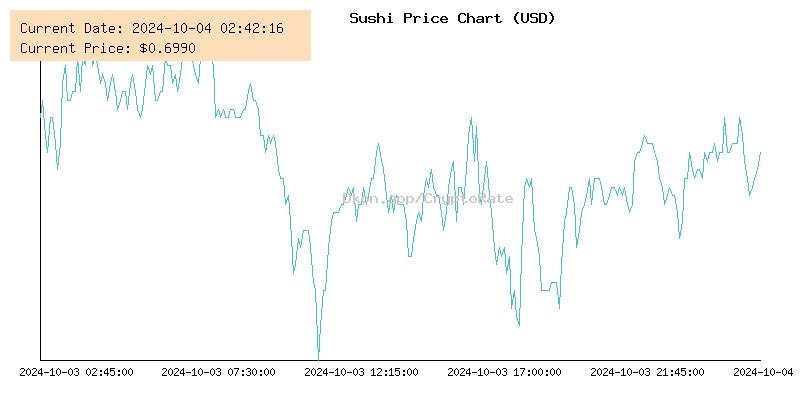 Sushi Price Chart (USD)
Current Date: 2024-10-04 02:42:16
Current Price: $0.6990
Dkun.app/CryptoRate
2024-10-03 02:45:00 2024-10-03 07:30:00 2024-10-03 12:15:00 2024-10-03 17:00:00 2024-10-03 21:45:00 2024-10-04